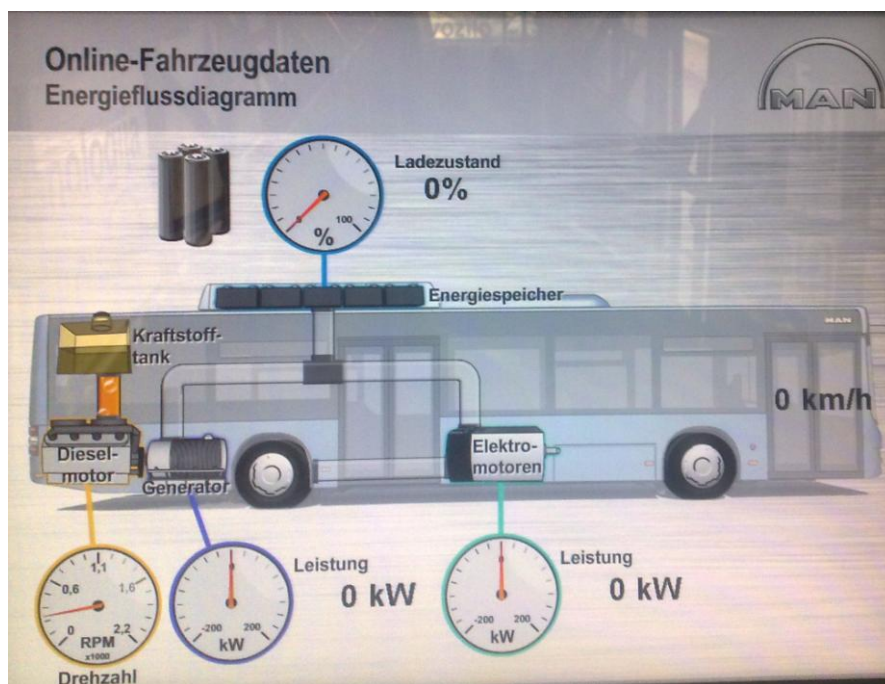 Online-Fahrzeugdaten
Energieflussdiagramm
MAN
Ladezustand
0%
100
%
Energiespeicher
MAN
Kraftstoff-
tank
0 km/h
Diesel-
motor
Generator
Elektro-
motoren
Leistung
0 kW
Leistung
0 kW
1,1
0,6
1,6
0
2,2
RPM
x1000
Drehzahl
-200
200
kW
-200
200
kW